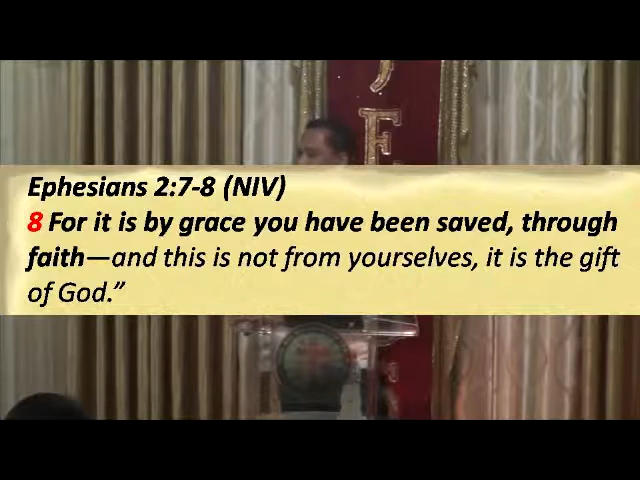 J
E
Ephesians 2:7-8 (NIV)
8 For it is by grace you have been saved, through
faith—and this is not from yourselves, it is the gift
of God.”